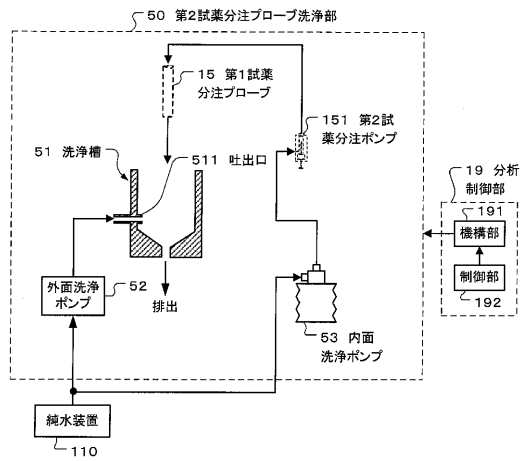 50 第2試薬分注プローブ洗浄部
15 第1試薬
分注プローブ
151 第2試
薬分注ポンプ
51 洗浄槽
511 吐出口
19 分析
制御部
191
機構部
制御部
192
外面洗浄
ポンプ
52
排出
53 内面
洗浄ポンプ
純水装置
110